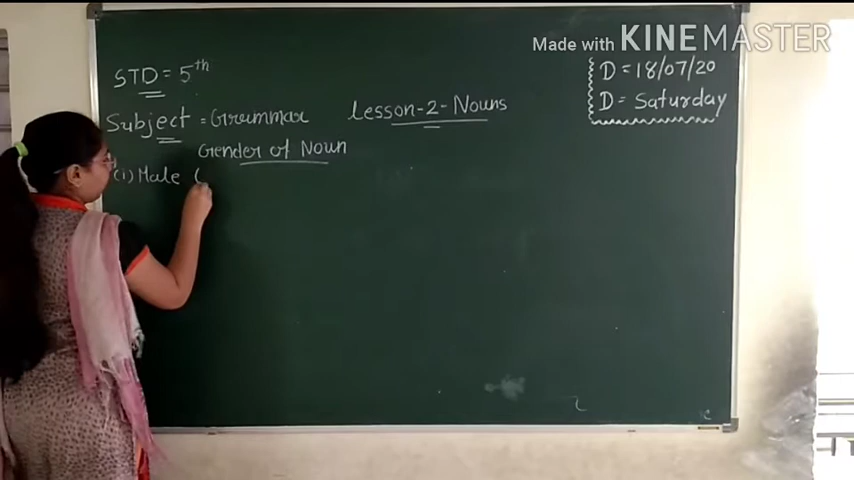 Made with KINEMASTER
STD = 5th
D = 18/07/20
D = Saturday
Subject = Grammar
Lesson-2-Nouns
Gender of Noun
(1) Male (